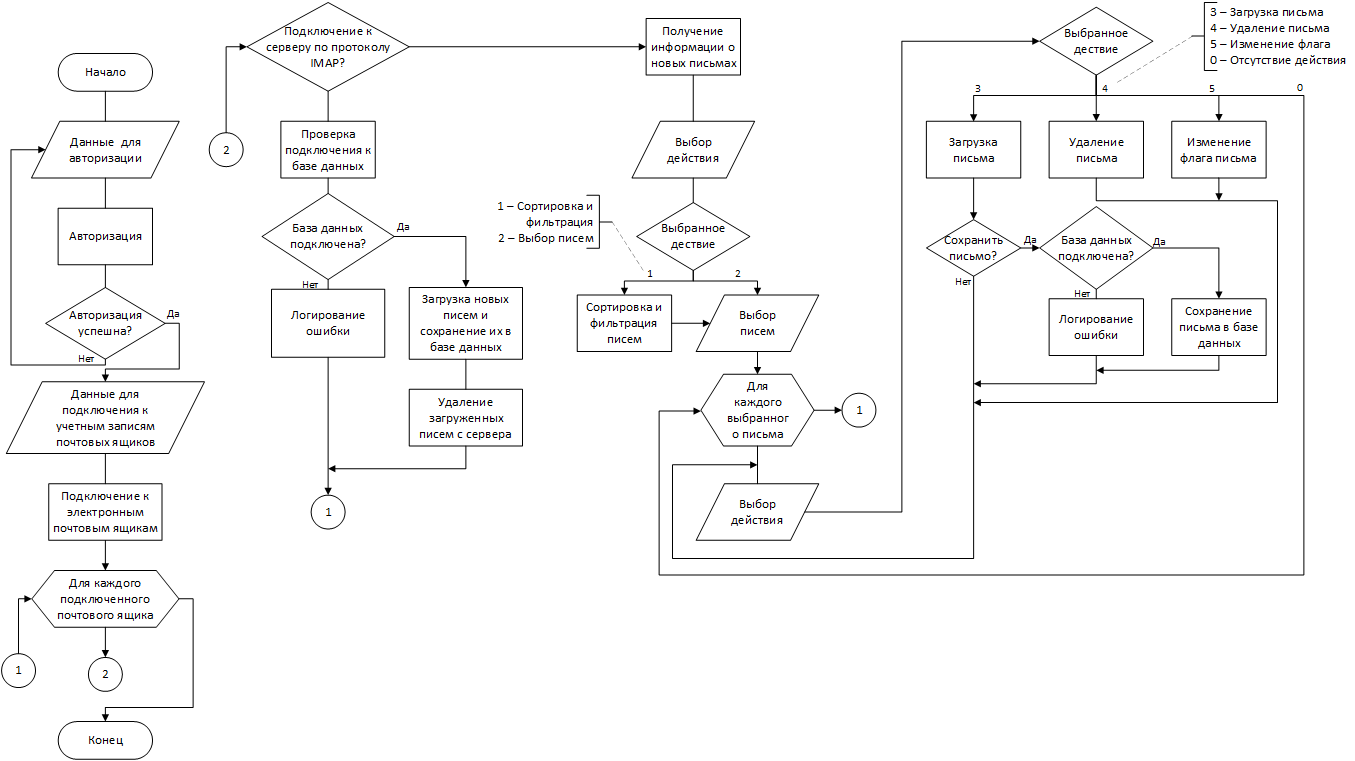 Начало
Данные для
авторизации
Авторизация
Авторизация
успешна?
Да
Нет
Данные для
подключения к
учетным записям
почтовых ящиков
Подключение к
электронным
почтовым ящикам
Для каждого
подключенного
почтового ящика
1
2
Конец
Подключение к
серверу по протоколу
IMAP?
2
Проверка
подключения к
базе данных
База данных
подключена?
Да
Нет
Логирование
ошибки
Загрузка новых
писем и
сохранение их в
базе данных
Удаление
загруженных
писем с сервера
1
Получение
информации о
новых письмах
Выбор
действия
1 – Сортировка и
фильтрация
2 – Выбор писем
Выбранное
дествие
1
2
Сортировка и
фильтрация
писем
Выбор
писем
Для
каждого
выбранног
о письма
1
Выбор
действия
Выбранное
дествие
3 – Загрузка письма
4 – Удаление письма
5 – Изменение флага
0 – Отсутствие действия
3
4
5
0
Загрузка
письма
Удаление
письма
Изменение
флага письма
Сохранить
письмо?
Да
Нет
База данных
подключена?
Да
Нет
Логирование
ошибки
Сохранение
письма в базе
данных